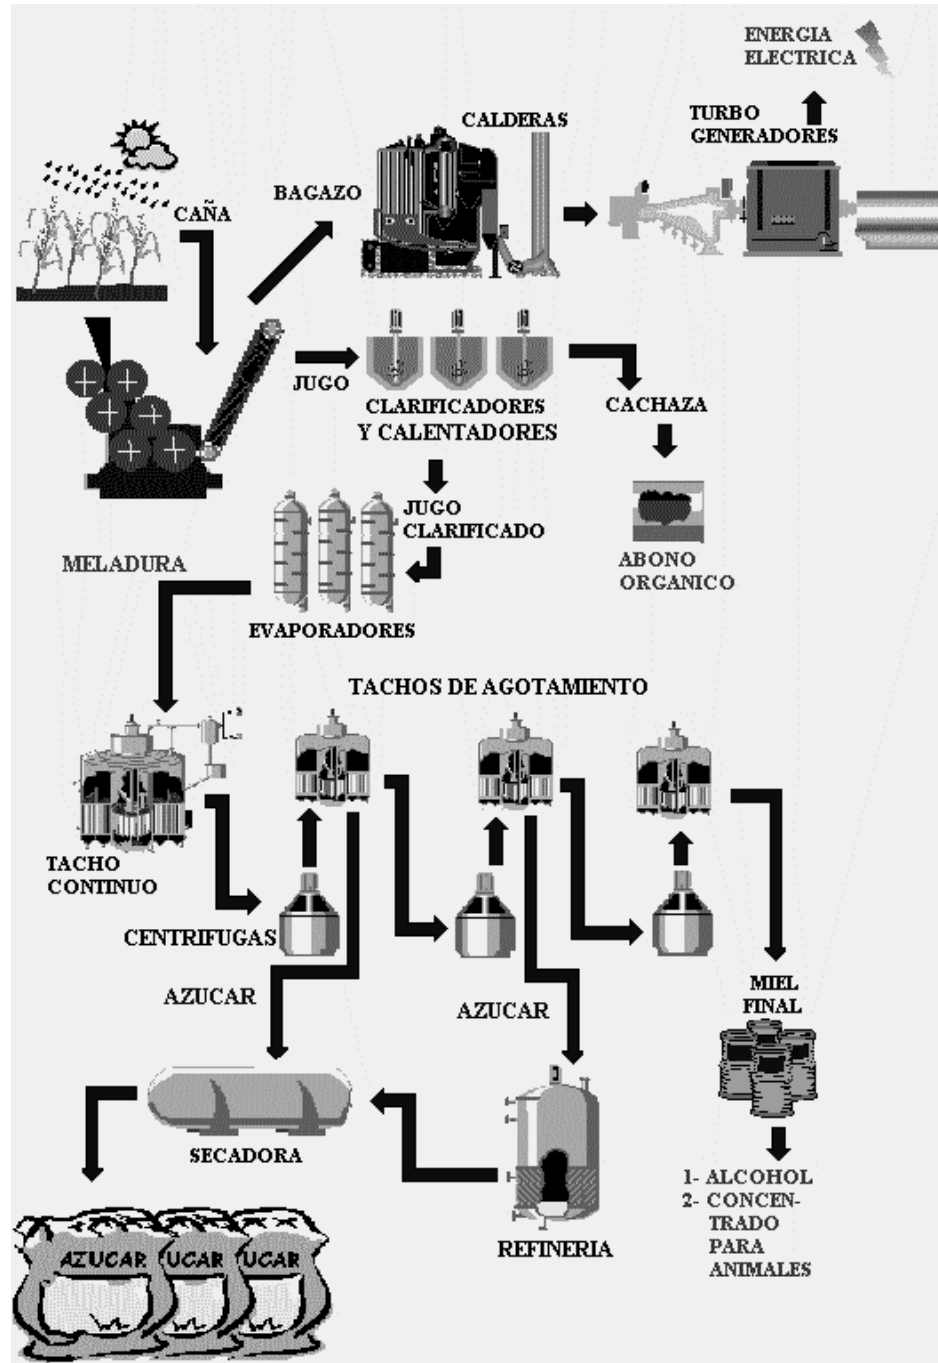 ENERGIA
ELECTRICA
TURBO
GENERADORES
CALDERAS
BAGAZO
CAÑA
JUGO
CLARIFICADORES
Y CALENTADORES
CACHAZA
JUGO
CLARIFICADO
ABONO
ORGANICO
MELADURA
EVAPORADORES
TACHOS DE AGOTAMIENTO
TACHO
CONTINUO
CENTRIFUGAS
AZUCAR
AZUCAR
MIEL
FINAL
SECADORA
REFINERIA
1- ALCOHOL
2- CONCEN-
TRADO
PARA
ANIMALES
AZUCAR UCAR UCAR